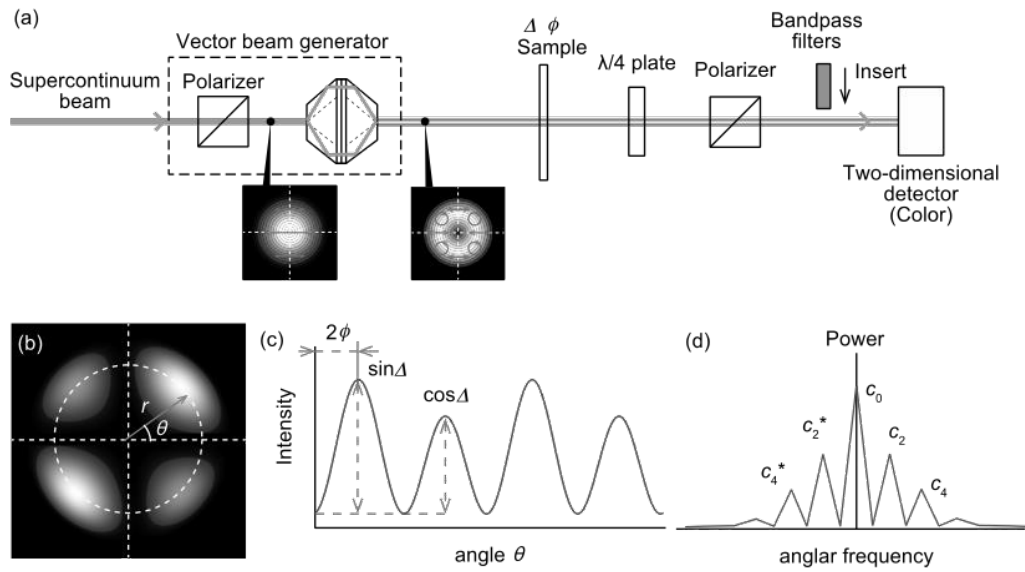 (a)
Vector beam generator
Supercontinuum
beam
Polarizer
Δ ϕ
Sample
λ/4 plate
Polarizer
Bandpass
filters
Insert
Two-dimensional
detector
(Color)
(b)
r
θ
(c)
2ϕ
sinΔ
cosΔ
Intensity
angle θ
(d)
Power
c0
c2*
c2
c4*
c4
anglar frequency